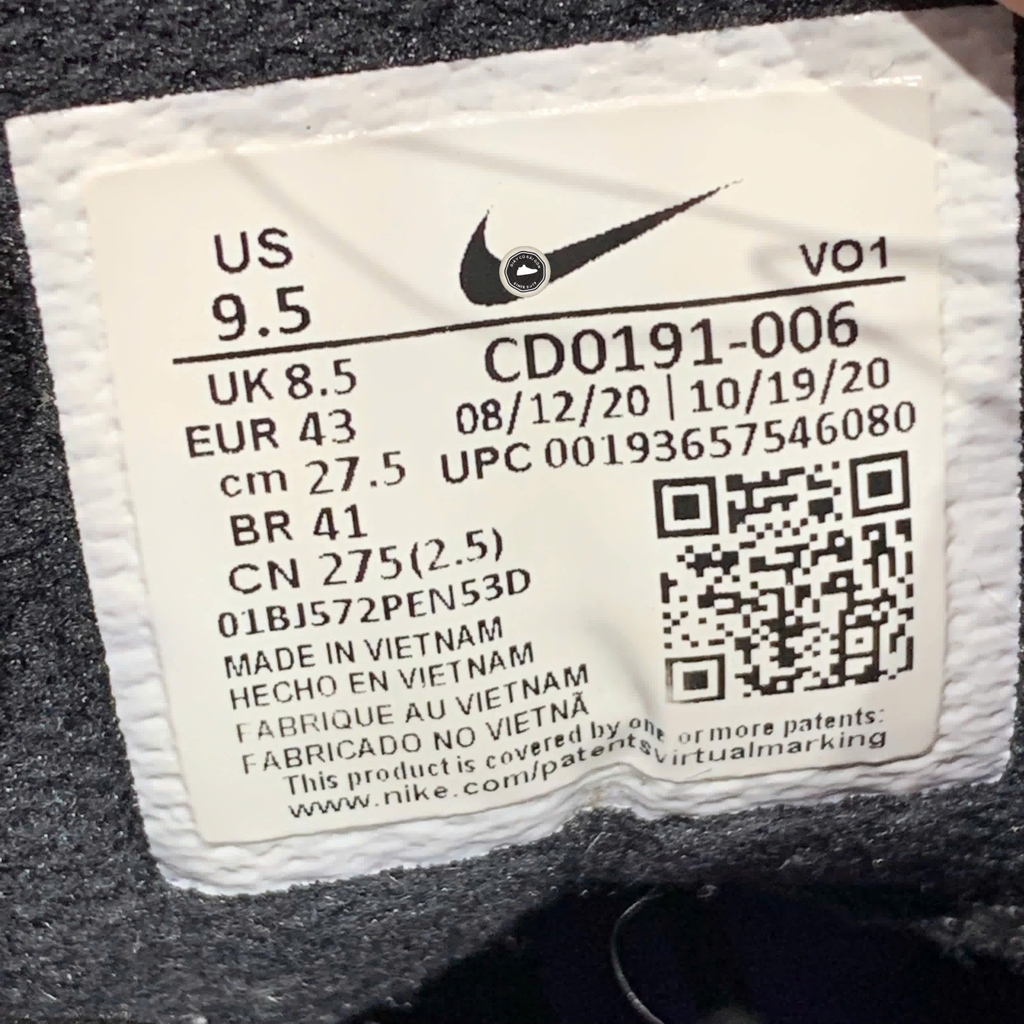 US
9.5
VO1
UK 8.5
EUR 43
cm 27.5
BR 41
CN 275(2.5)
CD0191-006
08/12/20 | 10/19/20
UPC 00193657546080
01BJ572PEN53D
MADE IN VIETNAM
HECHO EN VIETNAM
FABRIQUE AU VIETNAM
FABRICADO NO VIETNÃ
This product is covered by one or more patents:
www.nike.com/patentsvirtualmarking